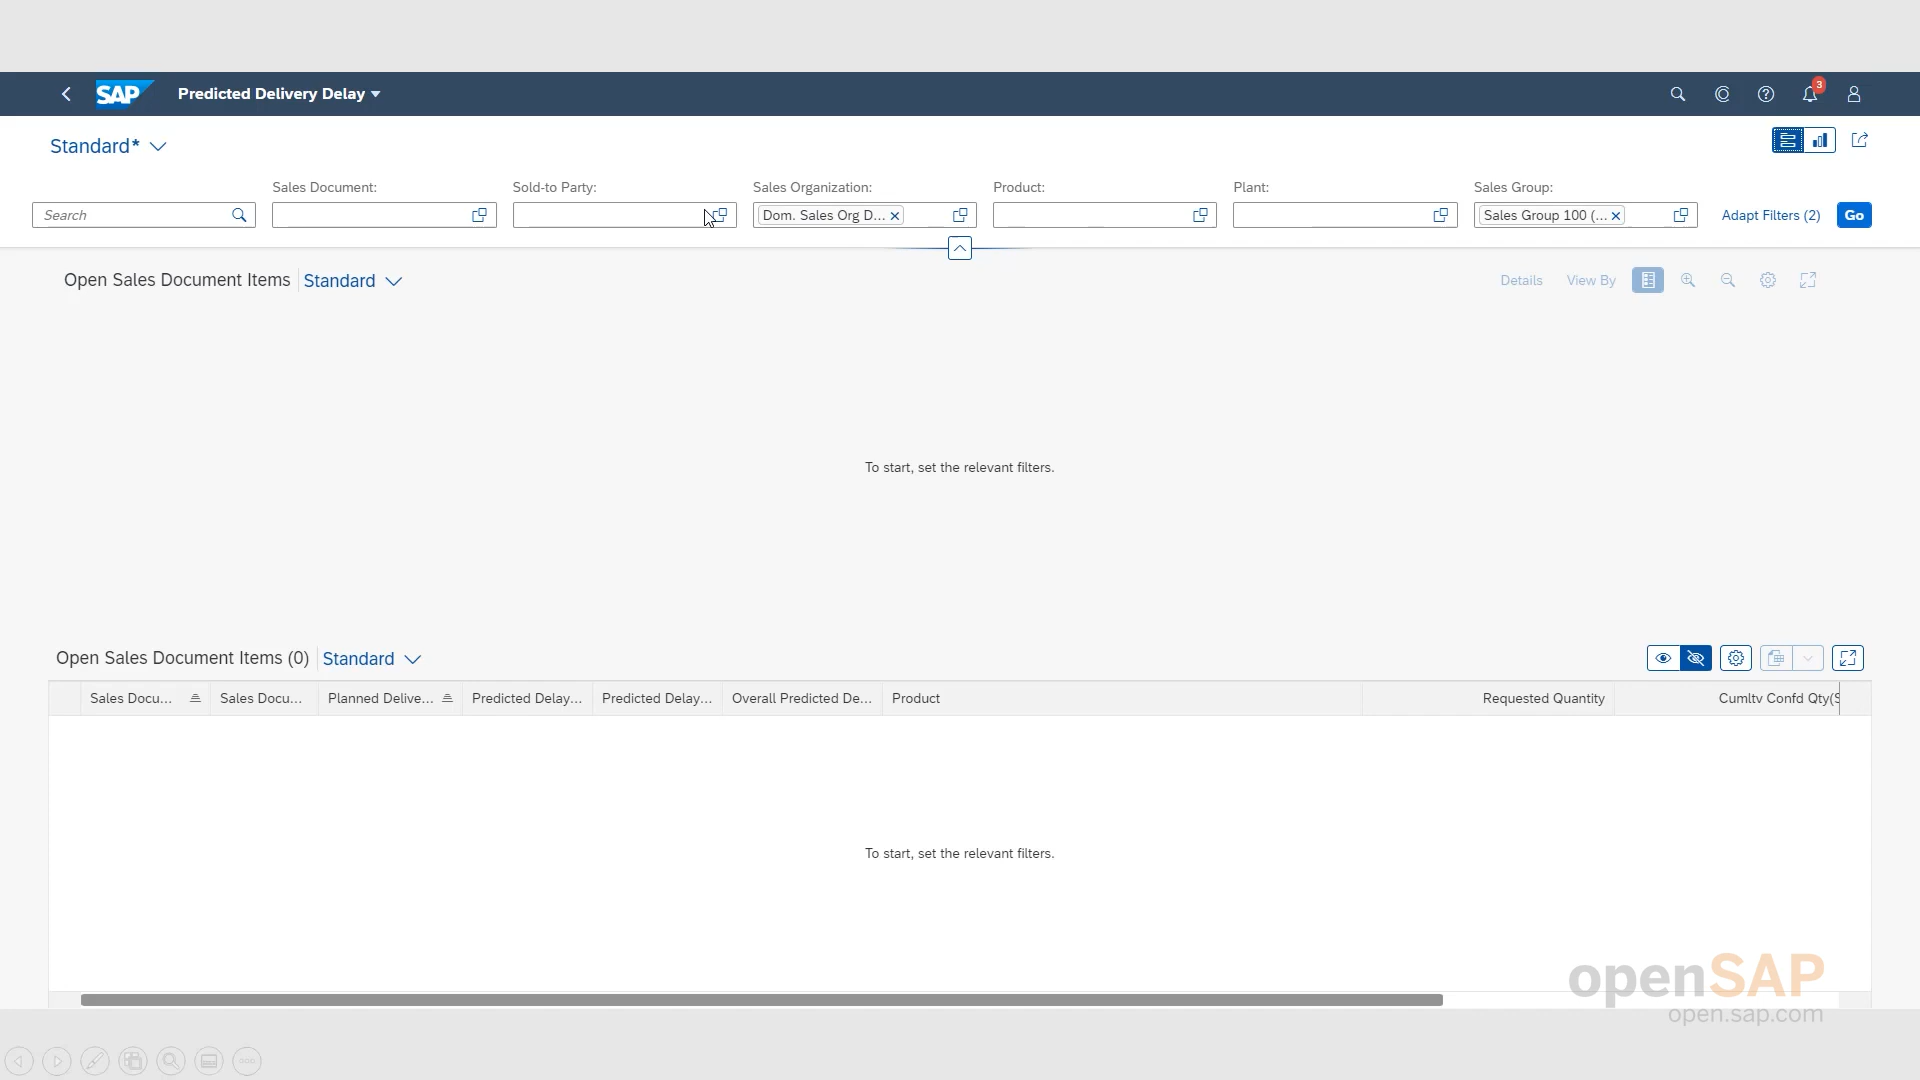 SAP Predicted Delivery Delay
3
Standard*
Sales Document: Sold-to Party: Sales Organization: Product: Plant: Sales Group:
Search Dom. Sales Org D... Sales Group 100 (... Adapt Filters (2) Go
Open Sales Document Items Standard Details View By
To start, set the relevant filters.
Open Sales Document Items (0) Standard
Sales Docu... Sales Docu... Planned Delive... Predicted Delay... Predicted Delay... Overall Predicted De... Product Requested Quantity Cumltv Confd Qty(S
To start, set the relevant filters.
openSAP
open.sap.com